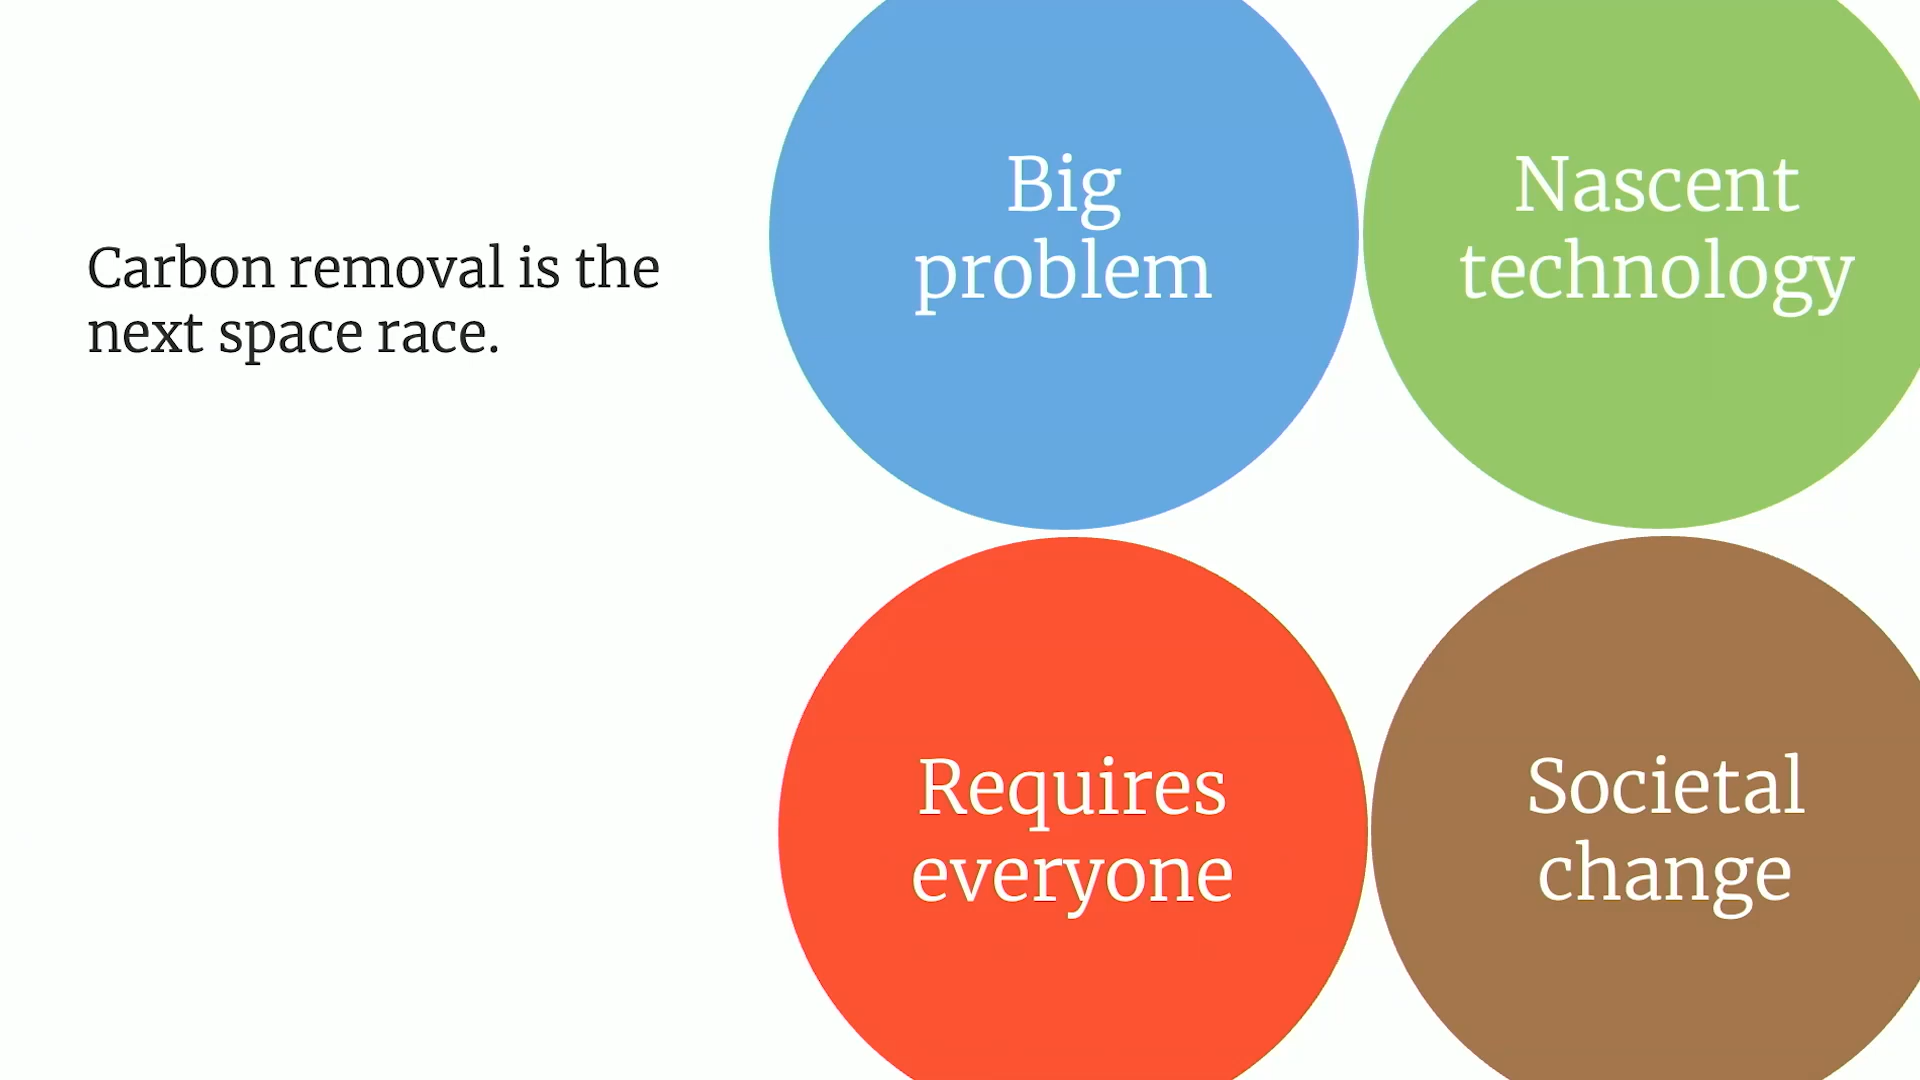 Carbon removal is the
next space race.
Big
problem
Nascent
technology
Requires
everyone
Societal
change